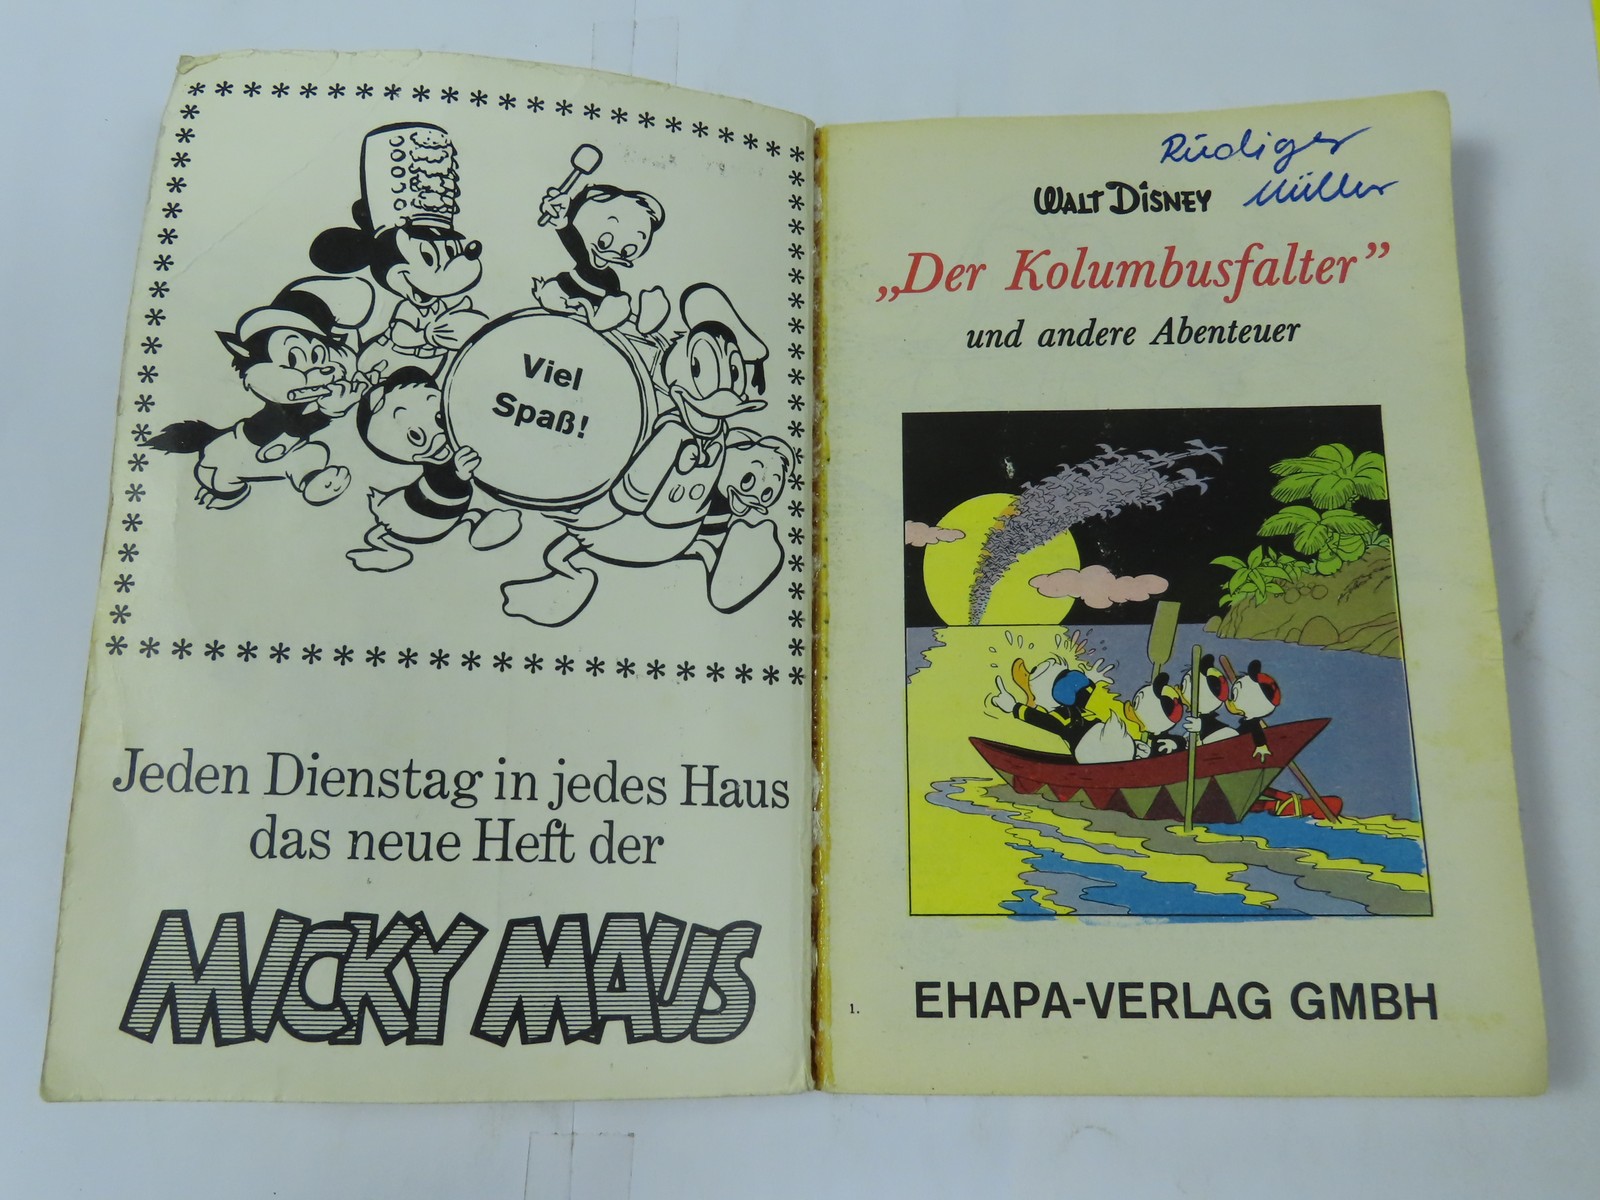 Viel
Spaß!
Jeden Dienstag in jedes Haus
das neue Heft der
MICKY MAUS
Rüdiger
Müller
WALT DISNEY
„Der Kolumbusfalter”
und andere Abenteuer
1.
EHAPA-VERLAG GMBH